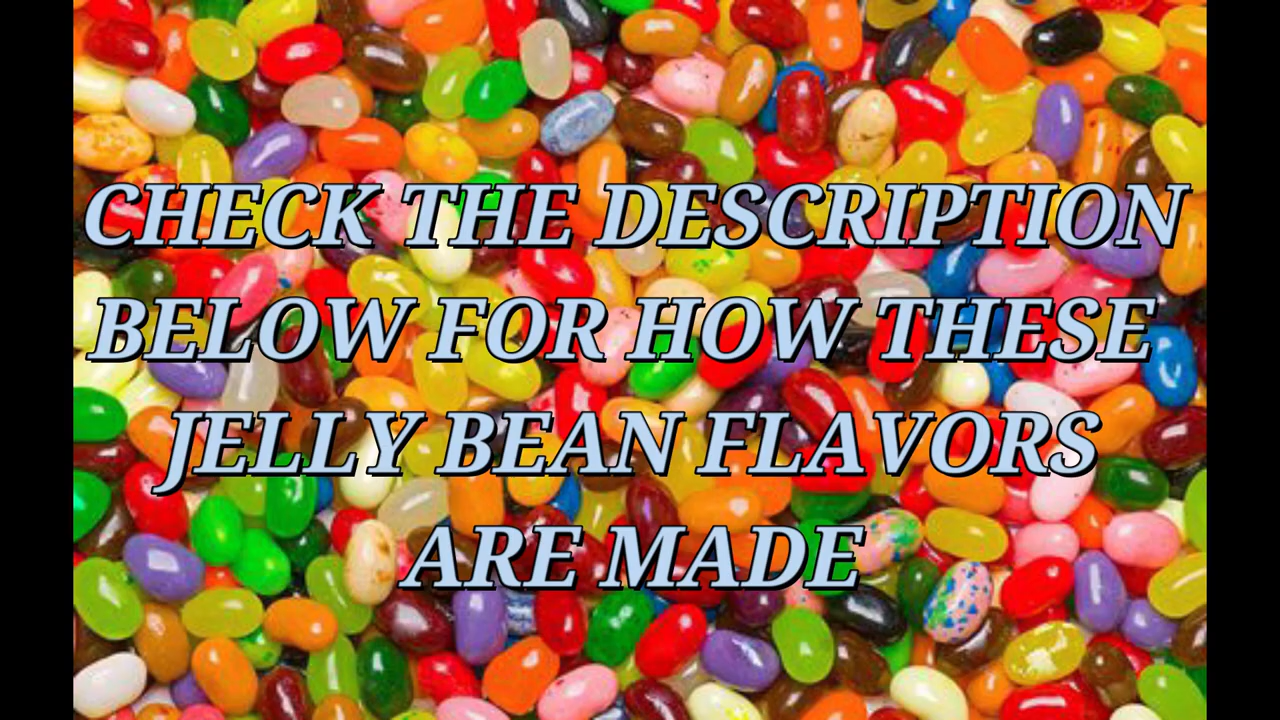 CHECK THE DESCRIPTION
BELOW FOR HOW THESE
JELLY BEAN FLAVORS
ARE MADE